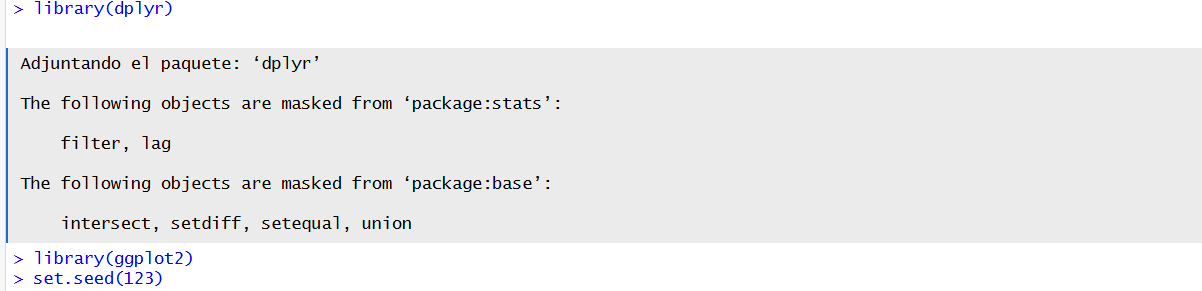 > library(dplyr)
Adjuntando el paquete: ‘dplyr’
The following objects are masked from ‘package:stats’:
filter, lag
The following objects are masked from ‘package:base’:
intersect, setdiff, setequal, union
> library(ggplot2)
> set.seed(123)